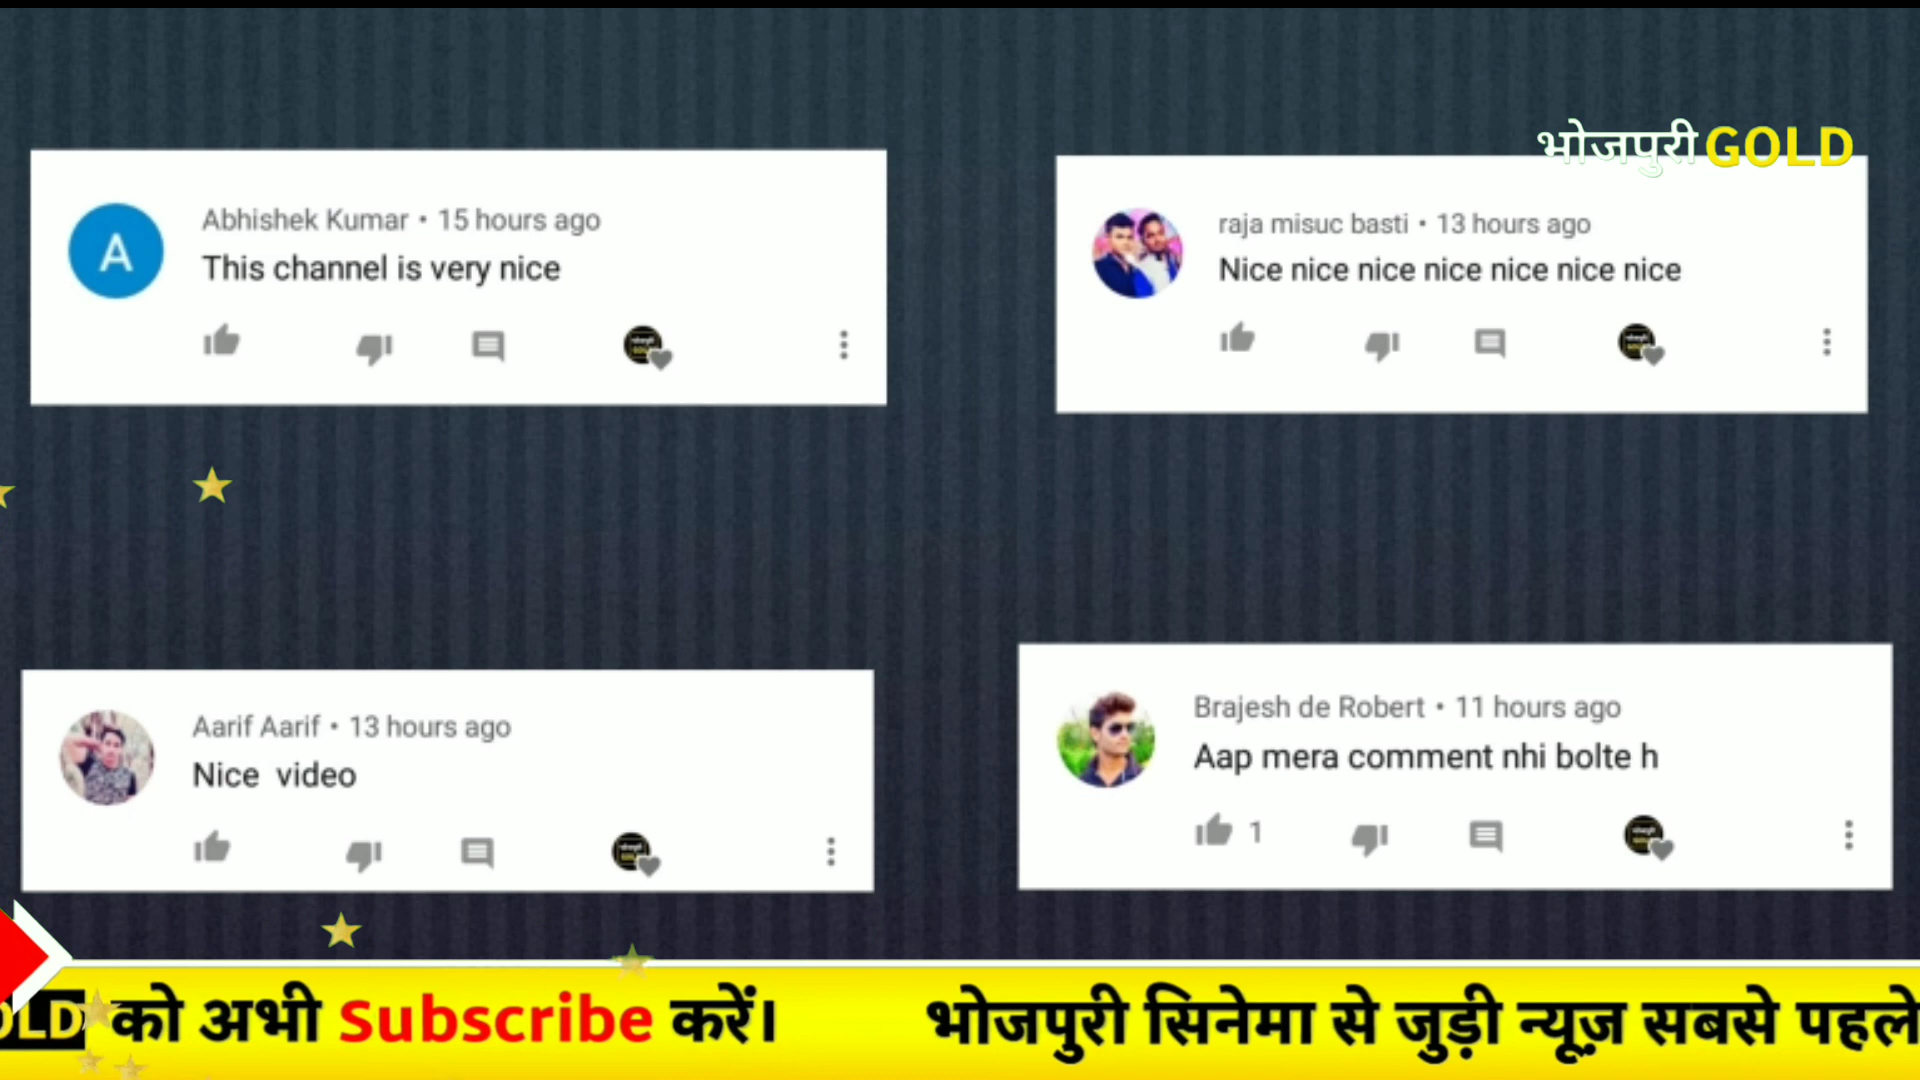 भोजपुरी GOLD
Abhishek Kumar • 15 hours ago
This channel is very nice
A
raja misuc basti • 13 hours ago
Nice nice nice nice nice nice nice
Aarif Aarif • 13 hours ago
Nice video
Brajesh de Robert • 11 hours ago
Aap mera comment nhi bolte h
1
OLD को अभी Subscribe करें। भोजपुरी सिनेमा से जुड़ी न्यूज़ सबसे पहले